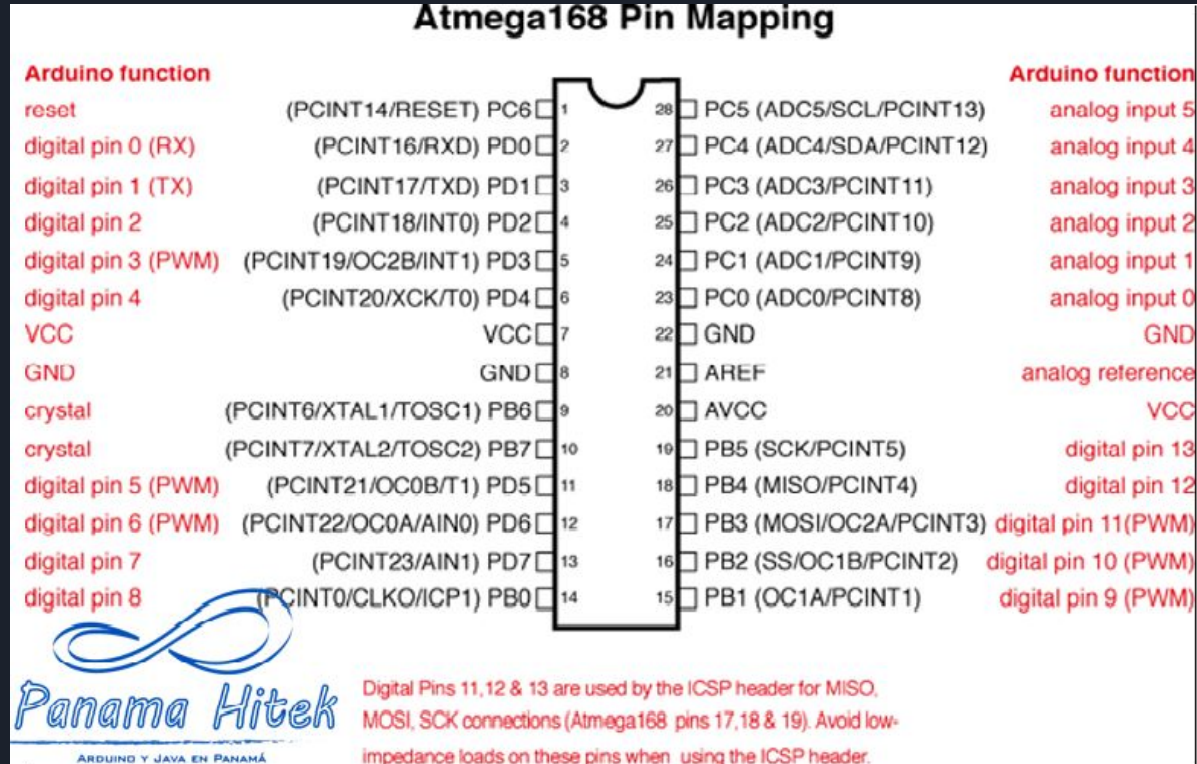 Atmega168 Pin Mapping
Arduino function Arduino function
reset (PCINT14/RESET) PC6 1 28 PC5 (ADC5/SCL/PCINT13) analog input 5
digital pin 0 (RX) (PCINT16/RXD) PD0 2 27 PC4 (ADC4/SDA/PCINT12) analog input 4
digital pin 1 (TX) (PCINT17/TXD) PD1 3 26 PC3 (ADC3/PCINT11) analog input 3
digital pin 2 (PCINT18/INT0) PD2 4 25 PC2 (ADC2/PCINT10) analog input 2
digital pin 3 (PWM) (PCINT19/OC2B/INT1) PD3 5 24 PC1 (ADC1/PCINT9) analog input 1
digital pin 4 (PCINT20/XCK/T0) PD4 6 23 PC0 (ADC0/PCINT8) analog input 0
VCC VCC 7 22 GND GND
GND GND 8 21 AREF analog reference
crystal (PCINT6/XTAL1/TOSC1) PB6 9 20 AVCC VCC
crystal (PCINT7/XTAL2/TOSC2) PB7 10 19 PB5 (SCK/PCINT5) digital pin 13
digital pin 5 (PWM) (PCINT21/OC0B/T1) PD5 11 18 PB4 (MISO/PCINT4) digital pin 12
digital pin 6 (PWM) (PCINT22/OC0A/AIN0) PD6 12 17 PB3 (MOSI/OC2A/PCINT3) digital pin 11(PWM)
digital pin 7 (PCINT23/AIN1) PD7 13 16 PB2 (SS/OC1B/PCINT2) digital pin 10 (PWM)
digital pin 8 (PCINT0/CLKO/ICP1) PB0 14 15 PB1 (OC1A/PCINT1) digital pin 9 (PWM)
Panama Hitek
ARDUINO Y JAVA EN PANAMÁ
Digital Pins 11,12 & 13 are used by the ICSP header for MISO,
MOSI, SCK connections (Atmega168 pins 17,18 & 19). Avoid low-
impedance loads on these pins when using the ICSP header.